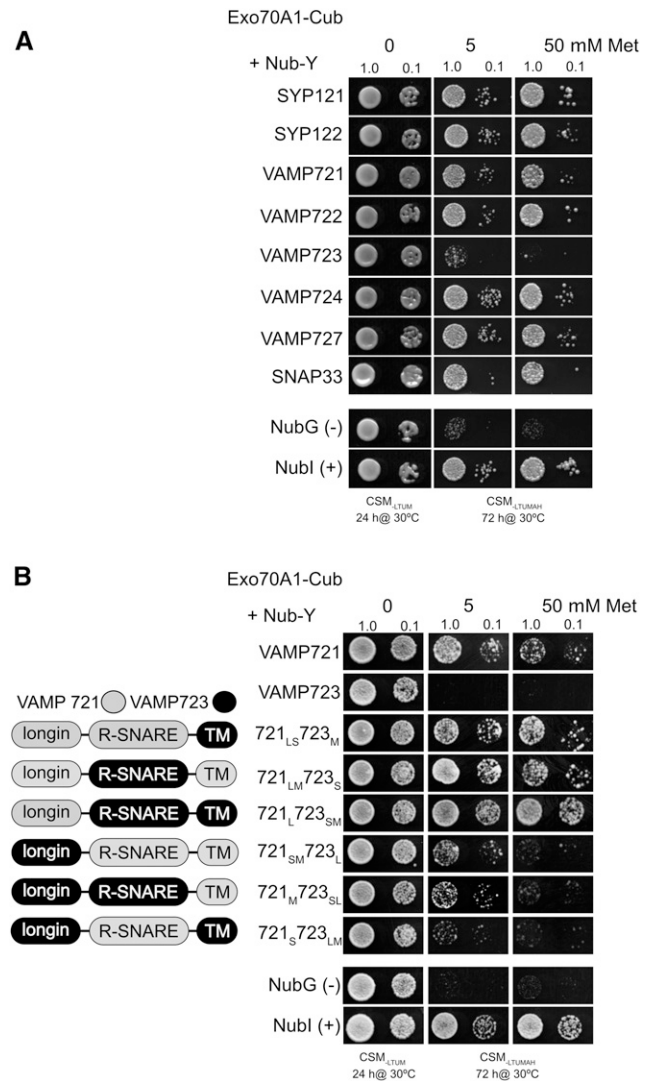 A
Exo70A1-Cub
0 5 50 mM Met
+ Nub-Y 1.0 0.1 1.0 0.1 1.0 0.1
SYP121
SYP122
VAMP721
VAMP722
VAMP723
VAMP724
VAMP727
SNAP33
NubG (-)
NubI (+)
CSM-LTUM CSM-LTUMAH
24 h@ 30ºC 72 h@ 30ºC
B
Exo70A1-Cub
0 5 50 mM Met
+ Nub-Y 1.0 0.1 1.0 0.1 1.0 0.1
VAMP721
VAMP 721 VAMP723 VAMP723
longin R-SNARE TM 721LS723M
longin R-SNARE TM 721LM723S
longin R-SNARE TM 721L723SM
longin R-SNARE TM 721SM723L
longin R-SNARE TM 721M723SL
longin R-SNARE TM 721S723LM
NubG (-)
NubI (+)
CSM-LTUM CSM-LTUMAH
24 h@ 30ºC 72 h@ 30ºC